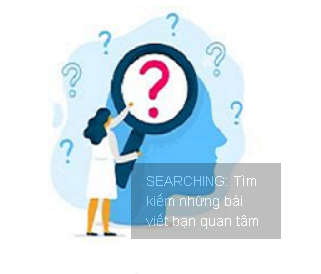 SEARCHING: Tìm
kiếm những bài
viết bạn quan tâm